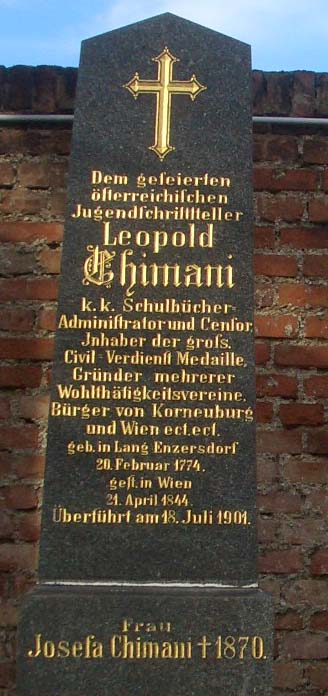 Dem gefeierten
österreichiſchen
Jugendſchriftſteller
Leopold
Chimani
k. k. Schulbücher-
Adminiſtrator und Cenſor,
Jnhaber der groſs.
Civil-Verdienſt Medaille,
Gründer mehrerer
Wohlthätigkeitsvereine.
Bürger von Korneuburg
und Wien ect. ect.
geb. in Lang Enzersdorf
20. Februar 1774.
geſt. in Wien
21. April 1844.
Überführt am 18. Juli 1901.
Frau
Josefa Chimani † 1870.